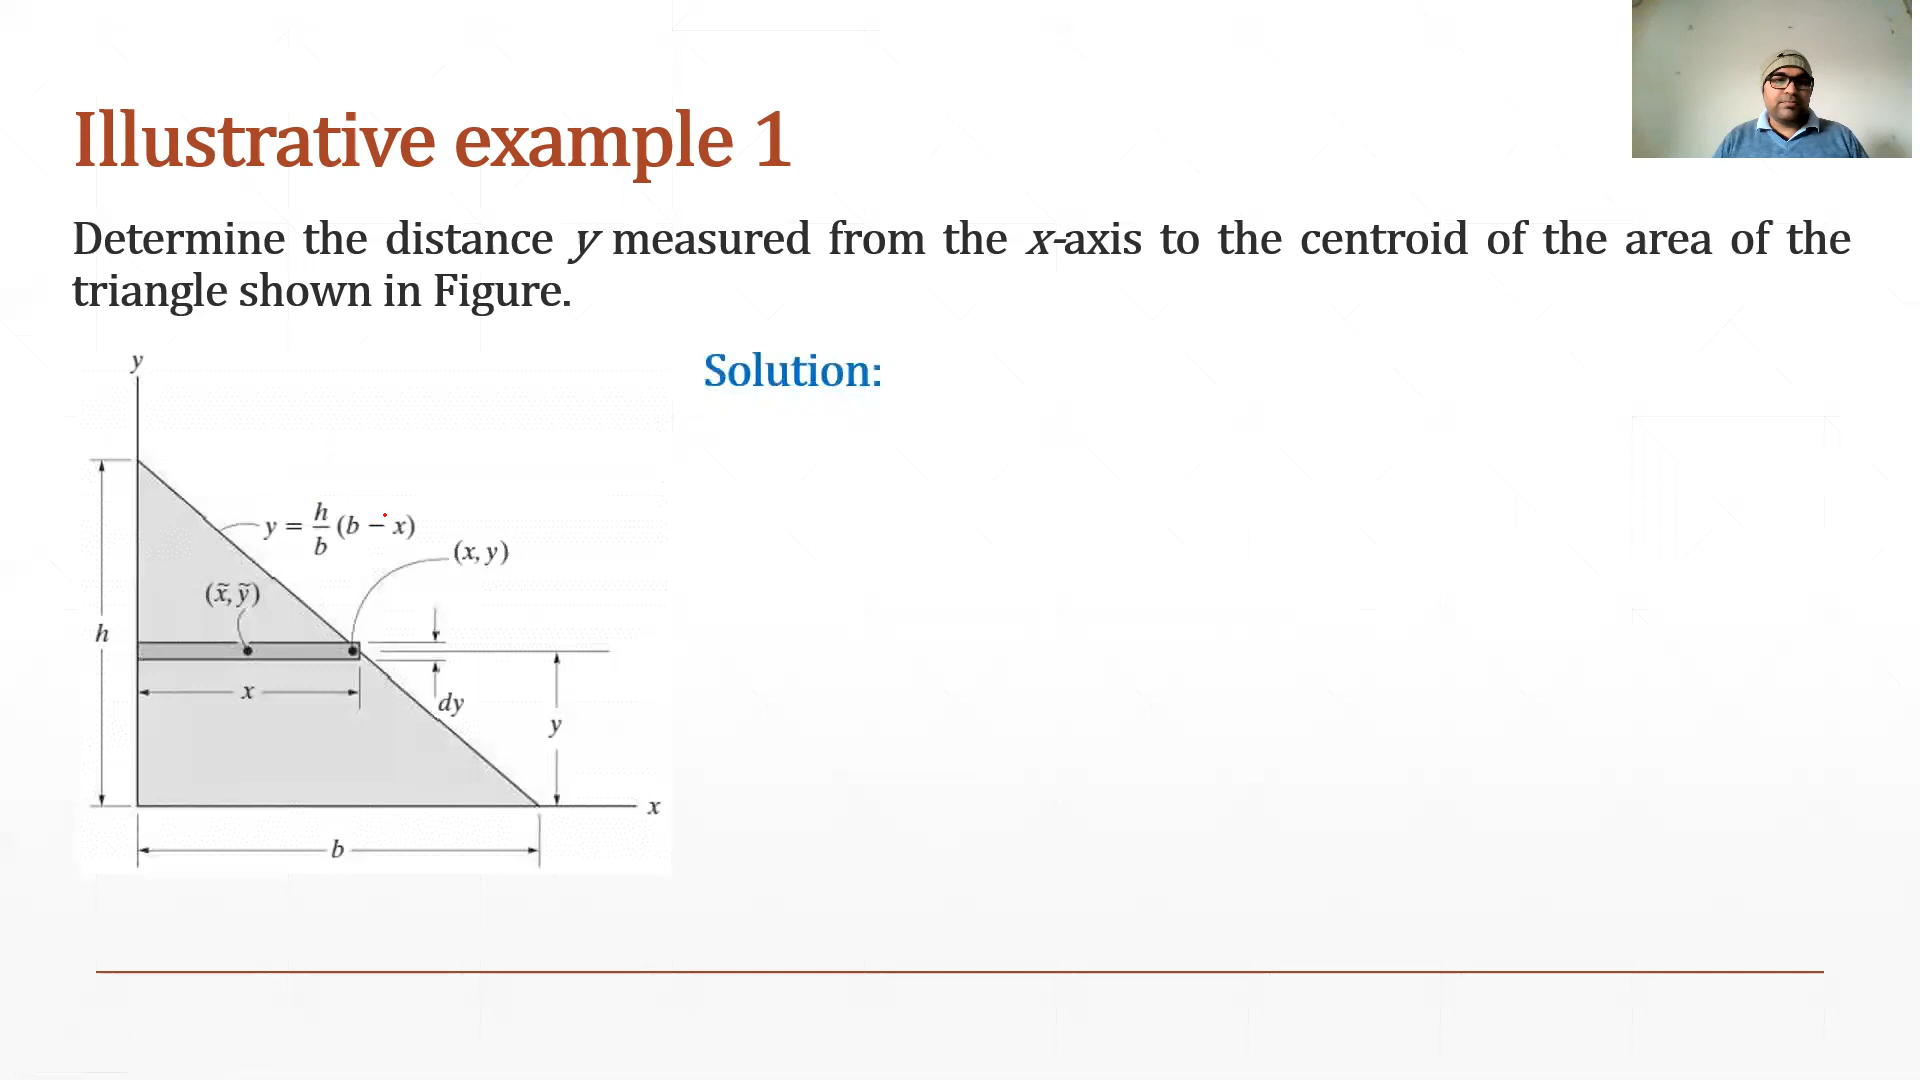 Illustrative example 1
Determine the distance y measured from the x-axis to the centroid of the area of the
triangle shown in Figure.
Solution:
y
y = h/b (b − x)
(x, y)
(x̃, ỹ)
h
x
dy
y
x
b